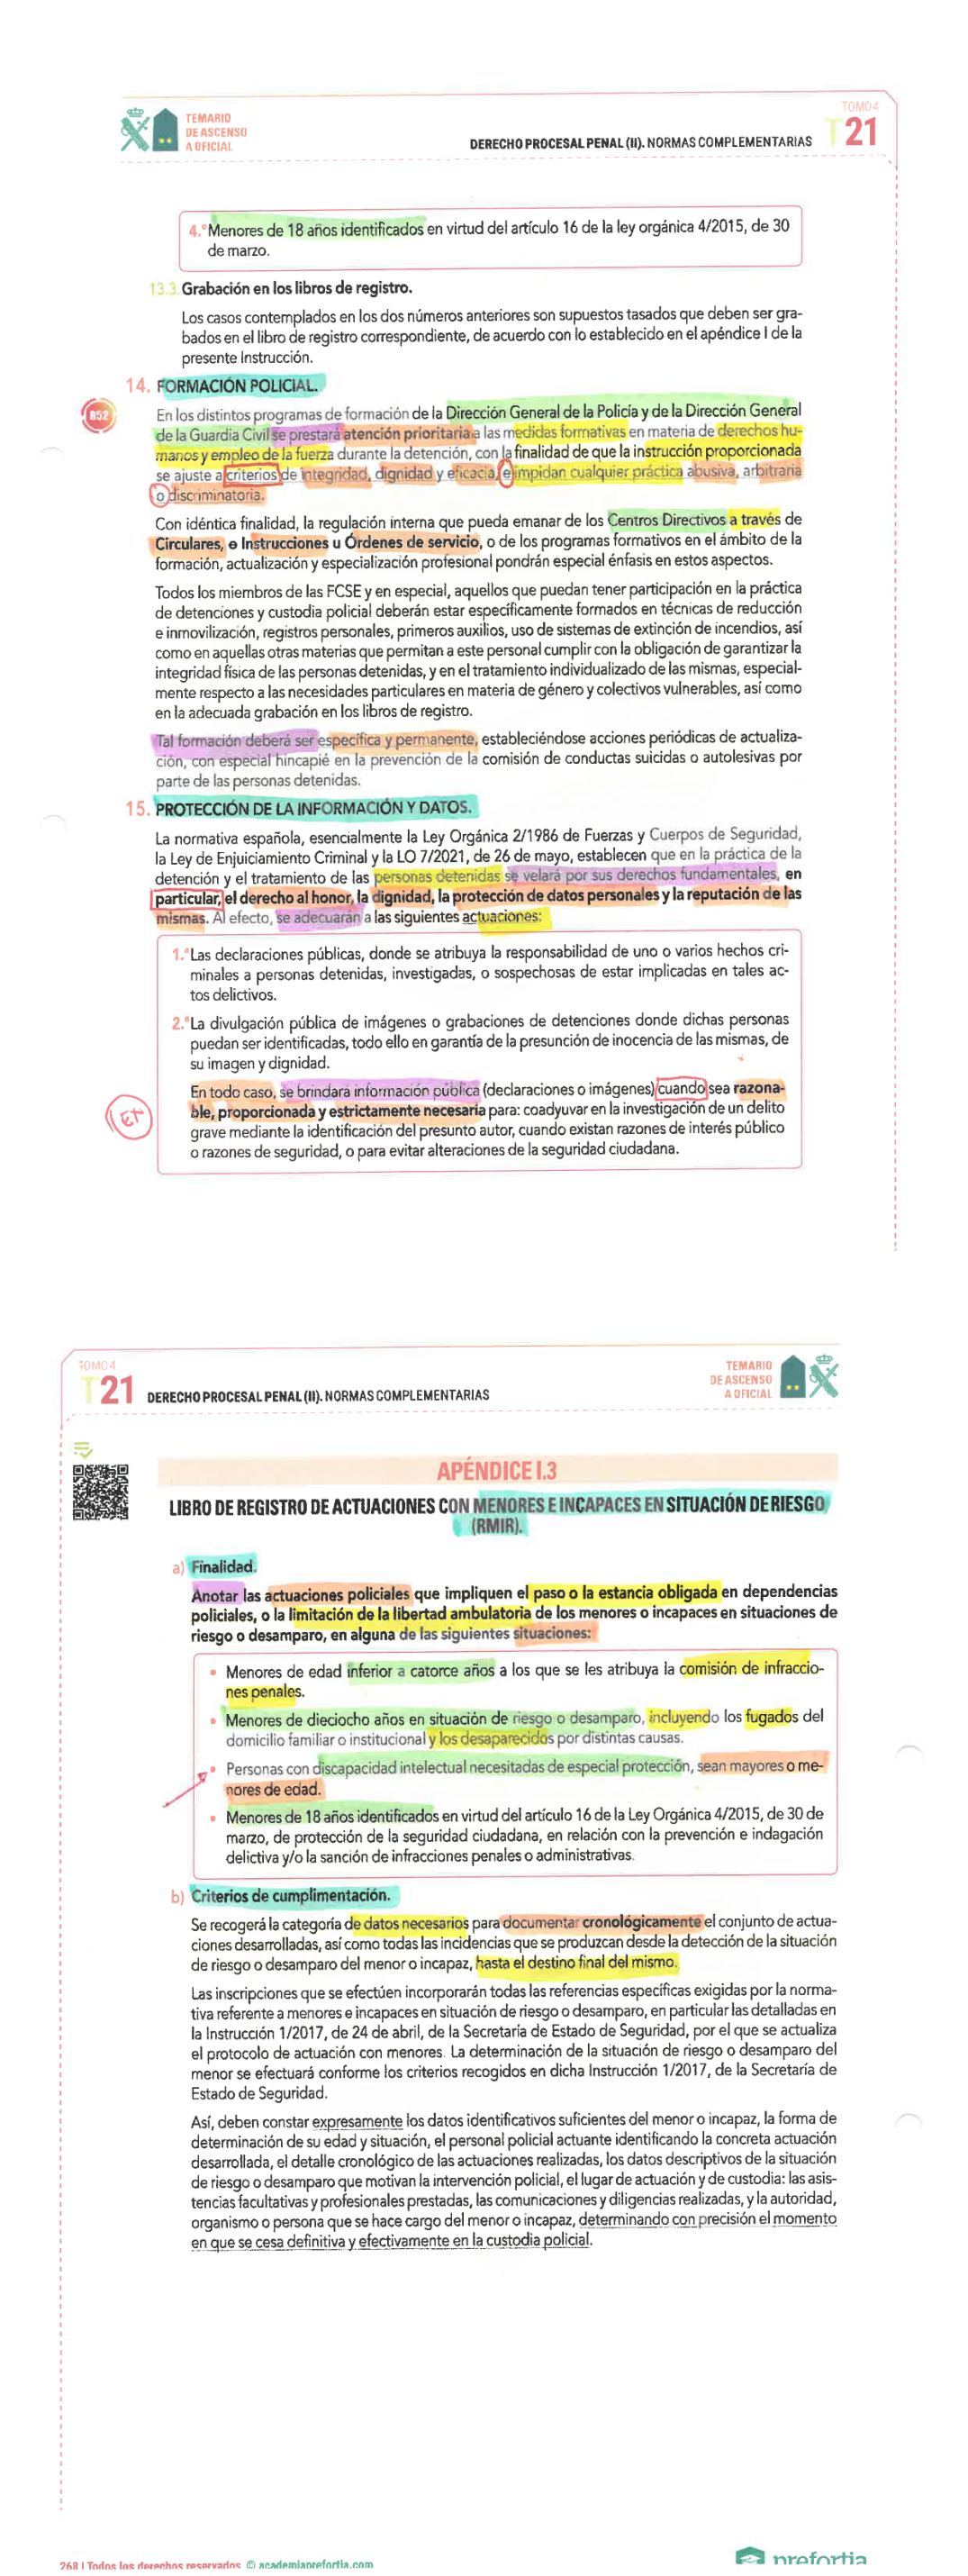 TEMARIO
DE ASCENSO
A OFICIAL
TOMO 4
DERECHO PROCESAL PENAL (II). NORMAS COMPLEMENTARIAS
T21
4.º Menores de 18 años identificados en virtud del artículo 16 de la ley orgánica 4/2015, de 30
de marzo.
13.3. Grabación en los libros de registro.
Los casos contemplados en los dos números anteriores son supuestos tasados que deben ser gra-
bados en el libro de registro correspondiente, de acuerdo con lo establecido en el apéndice I de la
presente Instrucción.
14. FORMACIÓN POLICIAL.
852
En los distintos programas de formación de la Dirección General de la Policía y de la Dirección General
de la Guardia Civil se prestará atención prioritaria a las medidas formativas en materia de derechos hu-
manos y empleo de la fuerza durante la detención, con la finalidad de que la instrucción proporcionada
se ajuste a criterios de integridad, dignidad y eficacia, e impidan cualquier práctica abusiva, arbitraria
o discriminatoria.
Con idéntica finalidad, la regulación interna que pueda emanar de los Centros Directivos a través de
Circulares, e Instrucciones u Órdenes de servicio, o de los programas formativos en el ámbito de la
formación, actualización y especialización profesional pondrán especial énfasis en estos aspectos.
Todos los miembros de las FCSE y en especial, aquellos que puedan tener participación en la práctica
de detenciones y custodia policial deberán estar específicamente formados en técnicas de reducción
e inmovilización, registros personales, primeros auxilios, uso de sistemas de extinción de incendios, así
como en aquellas otras materias que permitan a este personal cumplir con la obligación de garantizar la
integridad física de las personas detenidas, y en el tratamiento individualizado de las mismas, especial-
mente respecto a las necesidades particulares en materia de género y colectivos vulnerables, así como
en la adecuada grabación en los libros de registro.
Tal formación deberá ser específica y permanente, estableciéndose acciones periódicas de actualiza-
ción, con especial hincapié en la prevención de la comisión de conductas suicidas o autolesivas por
parte de las personas detenidas.
15. PROTECCIÓN DE LA INFORMACIÓN Y DATOS.
La normativa española, esencialmente la Ley Orgánica 2/1986 de Fuerzas y Cuerpos de Seguridad,
la Ley de Enjuiciamiento Criminal y la LO 7/2021, de 26 de mayo, establecen que en la práctica de la
detención y el tratamiento de las personas detenidas se velará por sus derechos fundamentales, en
particular, el derecho al honor, la dignidad, la protección de datos personales y la reputación de las
mismas. Al efecto, se adecuarán a las siguientes actuaciones:
1.ª Las declaraciones públicas, donde se atribuya la responsabilidad de uno o varios hechos cri-
minales a personas detenidas, investigadas, o sospechosas de estar implicadas en tales ac-
tos delictivos.
2.ª La divulgación pública de imágenes o grabaciones de detenciones donde dichas personas
puedan ser identificadas, todo ello en garantía de la presunción de inocencia de las mismas, de
su imagen y dignidad.
En todo caso, se brindará información pública (declaraciones o imágenes) cuando sea razona-
ble, proporcionada y estrictamente necesaria para: coadyuvar en la investigación de un delito
grave mediante la identificación del presunto autor, cuando existan razones de interés público
o razones de seguridad, o para evitar alteraciones de la seguridad ciudadana.
TOMO 4
T21 DERECHO PROCESAL PENAL (II). NORMAS COMPLEMENTARIAS
TEMARIO
DE ASCENSO
A OFICIAL
APÉNDICE I.3
LIBRO DE REGISTRO DE ACTUACIONES CON MENORES E INCAPACES EN SITUACIÓN DE RIESGO
(RMIR).
a) Finalidad.
Anotar las actuaciones policiales que impliquen el paso o la estancia obligada en dependencias
policiales, o la limitación de la libertad ambulatoria de los menores o incapaces en situaciones de
riesgo o desamparo, en alguna de las siguientes situaciones:
• Menores de edad inferior a catorce años a los que se les atribuya la comisión de infraccio-
nes penales.
• Menores de dieciocho años en situación de riesgo o desamparo, incluyendo los fugados del
domicilio familiar o institucional y los desaparecidos por distintas causas.
• Personas con discapacidad intelectual necesitadas de especial protección, sean mayores o me-
nores de edad.
• Menores de 18 años identificados en virtud del artículo 16 de la Ley Orgánica 4/2015, de 30 de
marzo, de protección de la seguridad ciudadana, en relación con la prevención e indagación
delictiva y/o la sanción de infracciones penales o administrativas.
b) Criterios de cumplimentación.
Se recogerá la categoría de datos necesarios para documentar cronológicamente el conjunto de actua-
ciones desarrolladas, así como todas las incidencias que se produzcan desde la detección de la situación
de riesgo o desamparo del menor o incapaz, hasta el destino final del mismo.
Las inscripciones que se efectúen incorporarán todas las referencias específicas exigidas por la norma-
tiva referente a menores e incapaces en situación de riesgo o desamparo, en particular las detalladas en
la Instrucción 1/2017, de 24 de abril, de la Secretaría de Estado de Seguridad, por el que se actualiza
el protocolo de actuación con menores. La determinación de la situación de riesgo o desamparo del
menor se efectuará conforme los criterios recogidos en dicha Instrucción 1/2017, de la Secretaría de
Estado de Seguridad.
Así, deben constar expresamente los datos identificativos suficientes del menor o incapaz, la forma de
determinación de su edad y situación, el personal policial actuante identificando la concreta actuación
desarrollada, el detalle cronológico de las actuaciones realizadas, los datos descriptivos de la situación
de riesgo o desamparo que motivan la intervención policial, el lugar de actuación y de custodia: las asis-
tencias facultativas y profesionales prestadas, las comunicaciones y diligencias realizadas, y la autoridad,
organismo o persona que se hace cargo del menor o incapaz, determinando con precisión el momento
en que se cesa definitiva y efectivamente en la custodia policial.
268 | Todos los derechos reservados. © academiaprefortia.com
prefortia